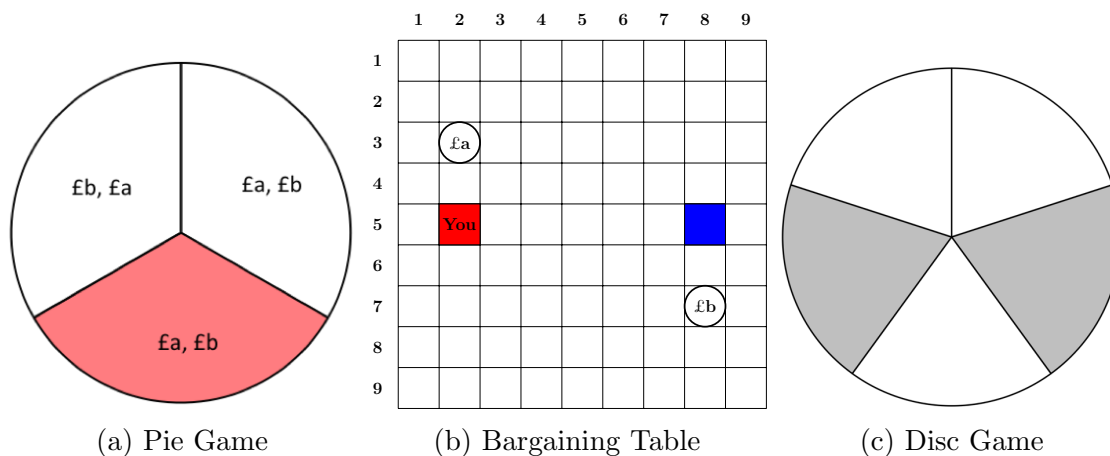 £b, £a
£a, £b
£a, £b
(a) Pie Game
1 2 3 4 5 6 7 8 9
1
2
3 £a
4
5 You
6
7 £b
8
9
(b) Bargaining Table
(c) Disc Game